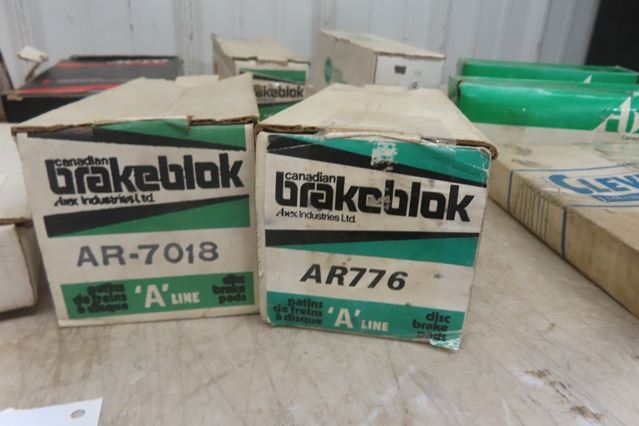 canadian
brakeblok
Abex Industries Ltd.
AR-7018
patins
de freins
à disque
'A' LINE
disc
brake
pads
canadian
brakeblok
Abex Industries Ltd.
AR776
patins
de freins
à disque
'A' LINE
disc
brake
pads
brakeblok